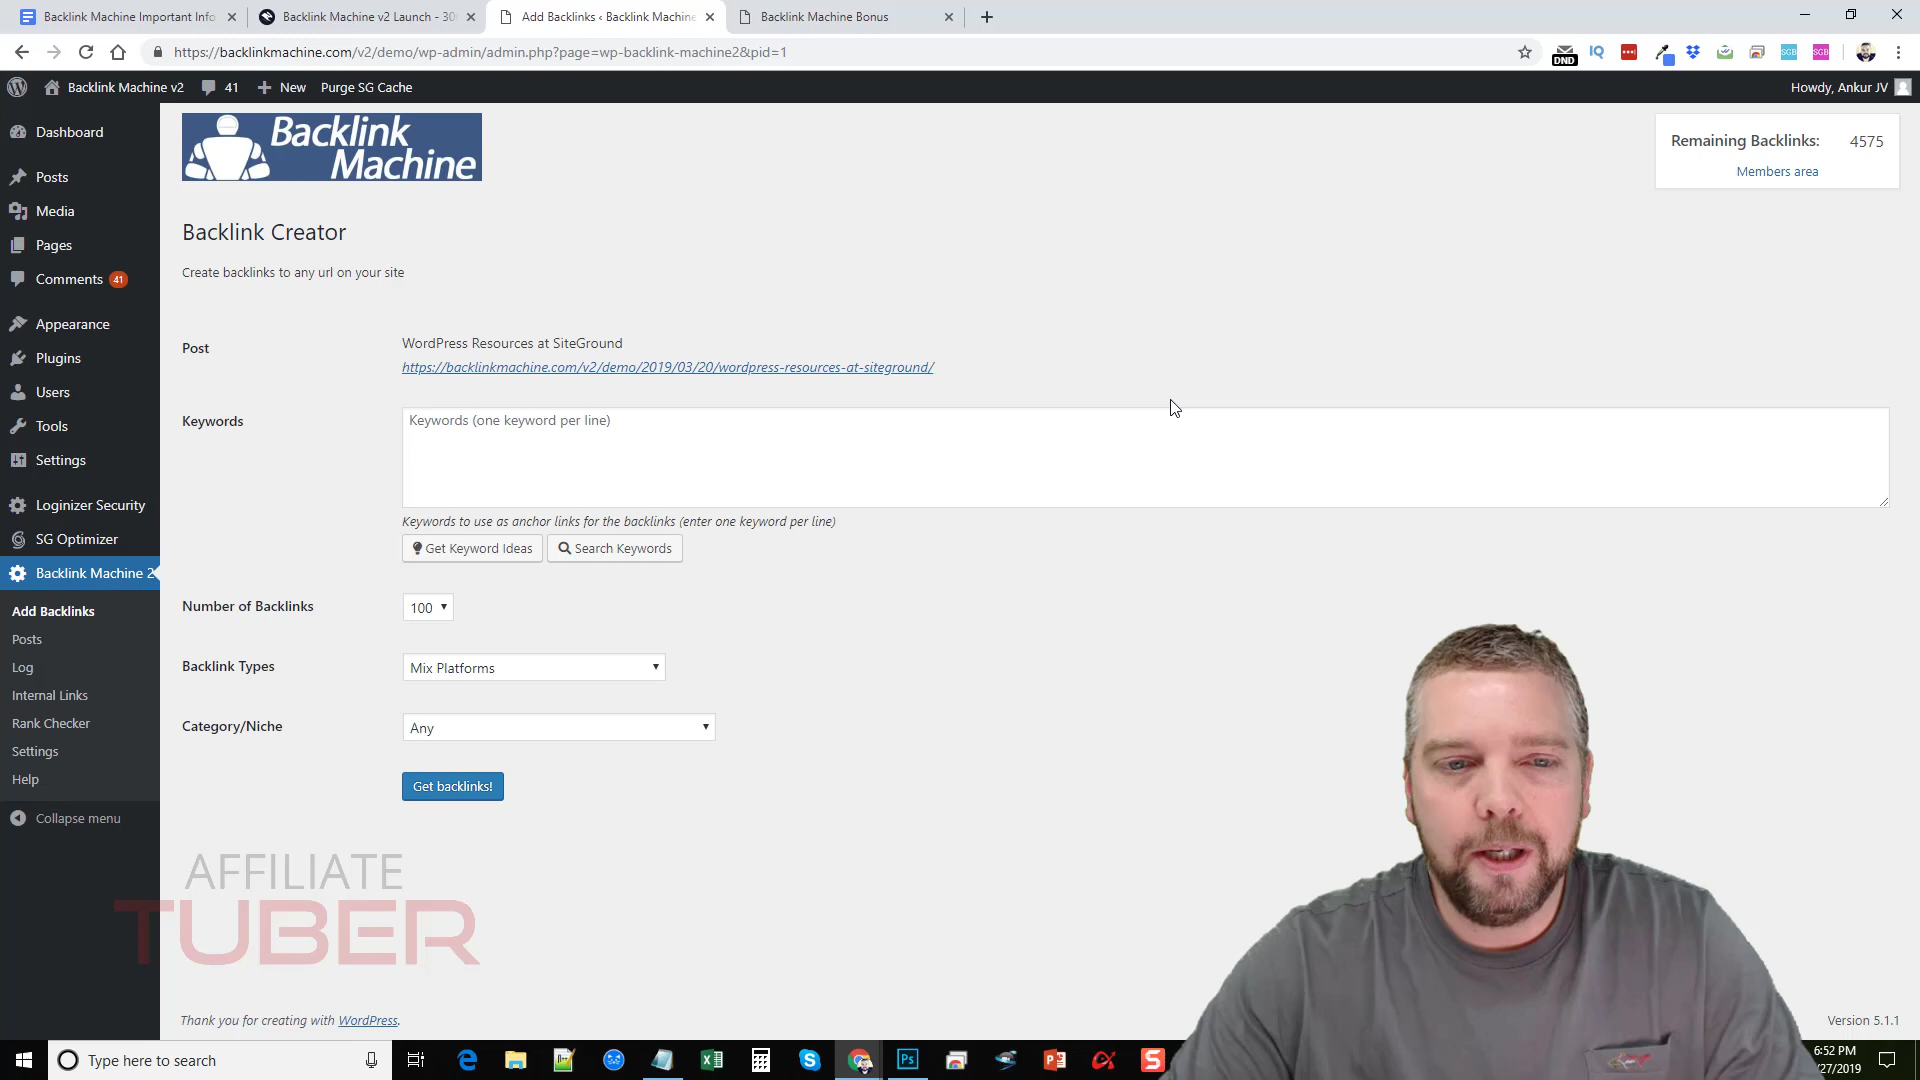 Backlink Machine Important Info
Backlink Machine v2 Launch - 30
Add Backlinks ‹ Backlink Machine
Backlink Machine Bonus
https://backlinkmachine.com/v2/demo/wp-admin/admin.php?page=wp-backlink-machine2&pid=1
DND
IQ
SGB
SGB
Backlink Machine v2
41
New
Purge SG Cache
Howdy, Ankur JV
Dashboard
Posts
Media
Pages
Comments 41
Appearance
Plugins
Users
Tools
Settings
Loginizer Security
SG Optimizer
Backlink Machine 2
Add Backlinks
Posts
Log
Internal Links
Rank Checker
Settings
Help
Collapse menu
Backlink
Machine
Remaining Backlinks: 4575
Members area
Backlink Creator
Create backlinks to any url on your site
Post
WordPress Resources at SiteGround
https://backlinkmachine.com/v2/demo/2019/03/20/wordpress-resources-at-siteground/
Keywords
Keywords (one keyword per line)
Keywords to use as anchor links for the backlinks (enter one keyword per line)
Get Keyword Ideas
Search Keywords
Number of Backlinks
100
Backlink Types
Mix Platforms
Category/Niche
Any
Get backlinks!
AFFILIATE
TUBER
Thank you for creating with WordPress.
Version 5.1.1
Type here to search
Ps
6:52 PM
/27/2019